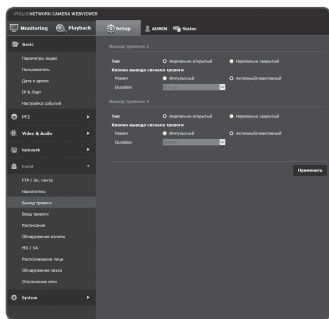 iPOLiS NETWORK CAMERA WEBVIEWER
Monitoring Playback Setup ADMIN Status
Basic
Параметры видео
Пользователь
Дата и время
IP & Порт
Настройка событий
PTZ
Video & Audio
Network
Event
FTP / Эл. почта
Накопитель
Выход тревоги
Вход тревоги
Расписание
Обнаружение взлома
MD / VA
Распознавание лица
Обнаружение звука
Отключение сети
System
Выход тревоги 1
Тип Нормально открытый Нормально закрытый
Кнопка вывода сигнала тревоги
Режим Импульсный Активный/неактивный
Duration
Выход тревоги 2
Тип Нормально открытый Нормально закрытый
Кнопка вывода сигнала тревоги
Режим Импульсный Активный/неактивный
Duration
Применить